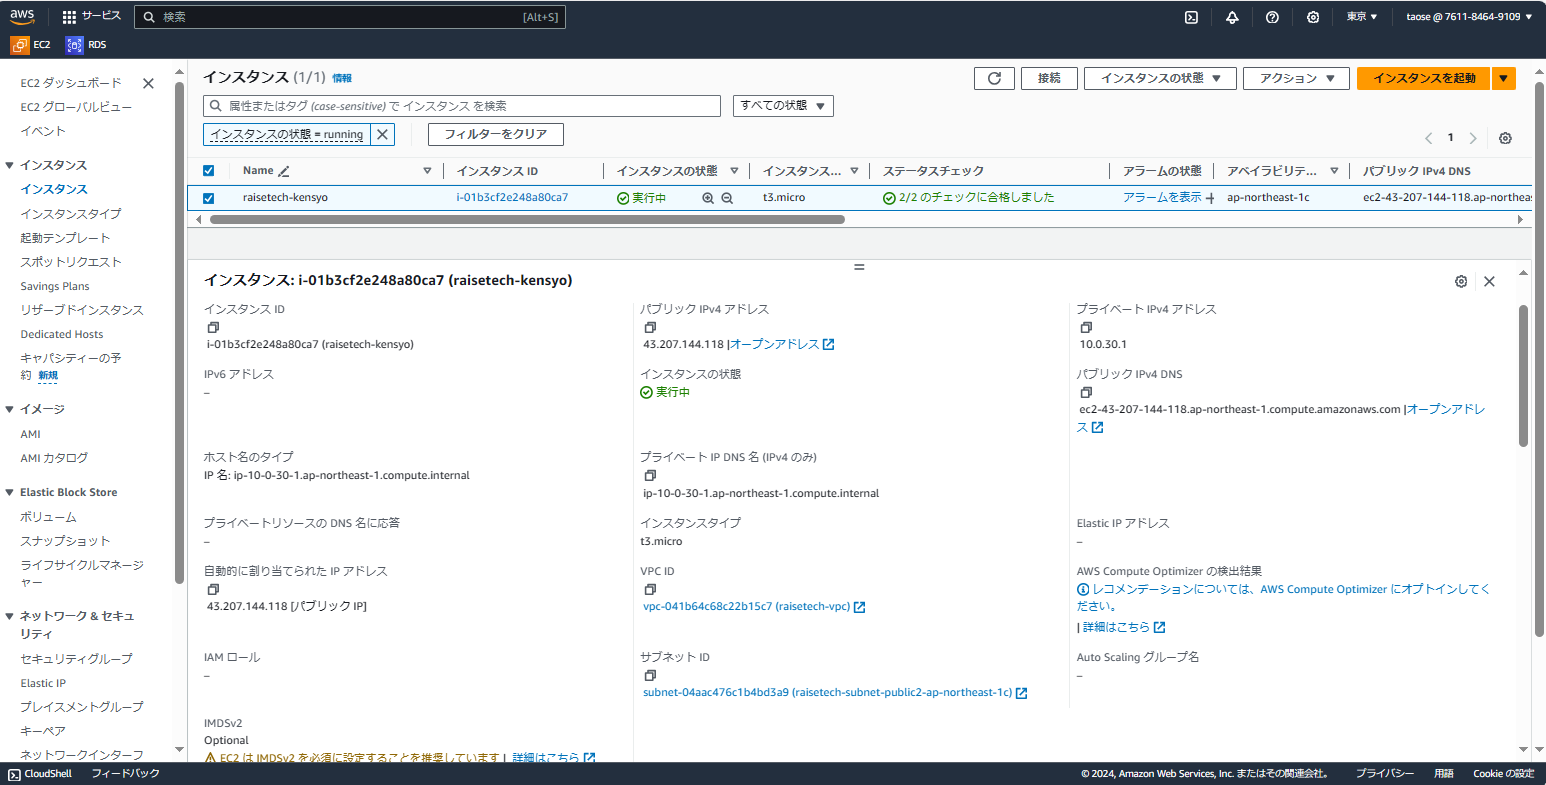 aws
サービス
検索
[Alt+S]
東京 ▼
taose @ 7611-8464-9109 ▼
EC2
RDS
EC2 ダッシュボード
EC2 グローバルビュー
イベント
インスタンス
インスタンス
インスタンスタイプ
起動テンプレート
スポットリクエスト
Savings Plans
リザーブドインスタンス
Dedicated Hosts
キャパシティーの予
約 新規
イメージ
AMI
AMI カタログ
Elastic Block Store
ボリューム
スナップショット
ライフサイクルマネージ
ャー
ネットワーク & セキュ
リティ
セキュリティグループ
Elastic IP
プレイスメントグループ
キーペア
ネットワークインターフ
インスタンス (1/1) 情報
接続
インスタンスの状態 ▼
アクション ▼
インスタンスを起動
属性またはタグ (case-sensitive) で インスタンス を検索
すべての状態 ▼
インスタンスの状態 = running
フィルターをクリア
1
Name
インスタンス ID
インスタンスの状態
インスタンス...
ステータスチェック
アラームの状態
アベイラビリテ...
パブリック IPv4 DNS
raisetech-kensyo
i-01b3cf2e248a80ca7
実行中
t3.micro
2/2 のチェックに合格しました
アラームを表示 +
ap-northeast-1c
ec2-43-207-144-118.ap-northeas
インスタンス: i-01b3cf2e248a80ca7 (raisetech-kensyo)
インスタンス ID
i-01b3cf2e248a80ca7 (raisetech-kensyo)
パブリック IPv4 アドレス
43.207.144.118 |オープンアドレス
プライベート IPv4 アドレス
10.0.30.1
IPv6 アドレス
–
インスタンスの状態
実行中
パブリック IPv4 DNS
ec2-43-207-144-118.ap-northeast-1.compute.amazonaws.com |オープンアドレ
ス
ホスト名のタイプ
IP 名: ip-10-0-30-1.ap-northeast-1.compute.internal
プライベート IP DNS 名 (IPv4 のみ)
ip-10-0-30-1.ap-northeast-1.compute.internal
プライベートリソースの DNS 名に応答
–
インスタンスタイプ
t3.micro
Elastic IP アドレス
–
自動的に割り当てられた IP アドレス
43.207.144.118 [パブリック IP]
VPC ID
vpc-041b64c68c22b15c7 (raisetech-vpc)
AWS Compute Optimizer の検出結果
レコメンデーションについては、AWS Compute Optimizer にオプトインしてく
ださい。
| 詳細はこちら
IAM ロール
–
サブネット ID
subnet-04aac476c1b4bd3a9 (raisetech-subnet-public2-ap-northeast-1c)
Auto Scaling グループ名
–
IMDSv2
Optional
EC2 は IMDSv2 を必須に設定することを推奨しています | 詳細はこちら
CloudShell
フィードバック
© 2024, Amazon Web Services, Inc. またはその関連会社。
プライバシー
用語
Cookie の設定